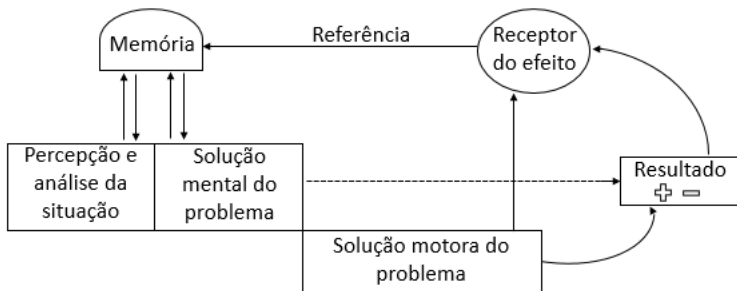 Memória
Referência
Receptor
do efeito
Percepção e
análise da
situação
Solução
mental do
problema
Resultado
+ −
Solução motora do
problema